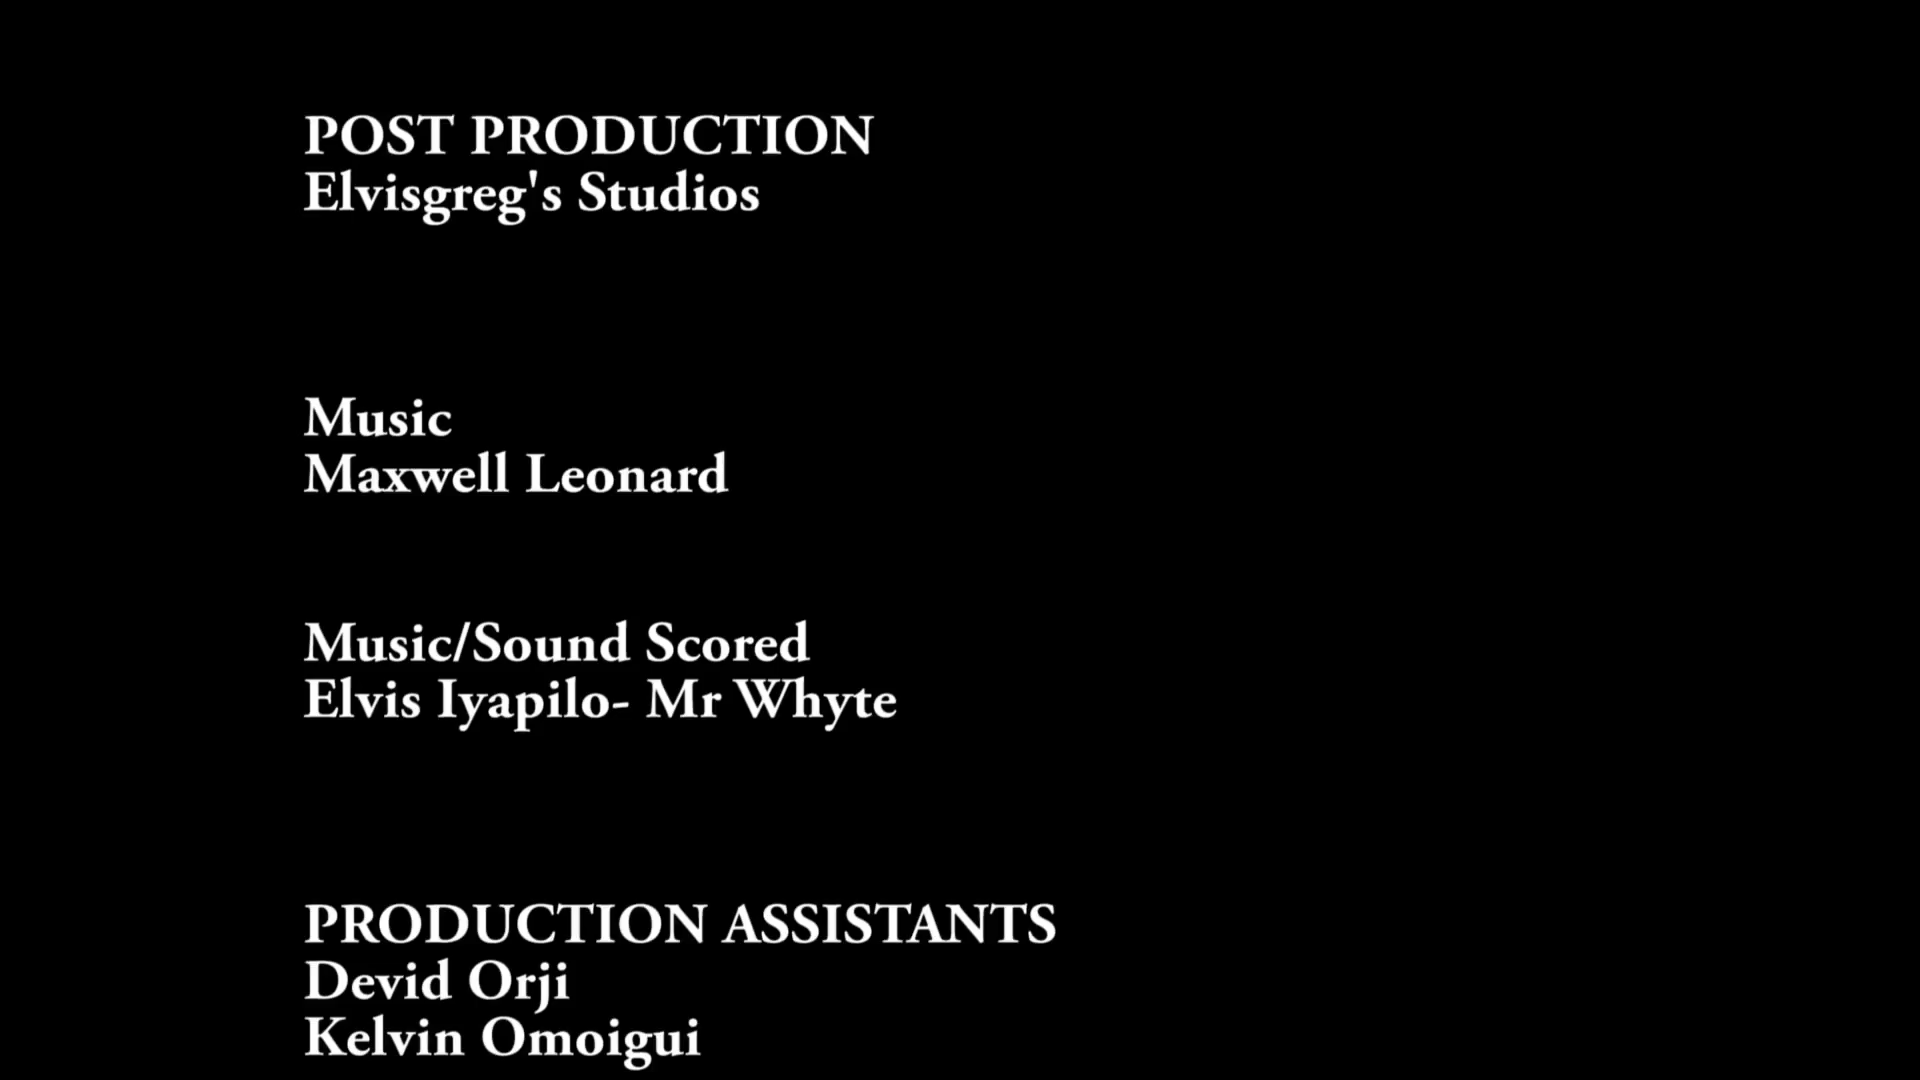 POST PRODUCTION
Elvisgreg's Studios
Music
Maxwell Leonard
Music/Sound Scored
Elvis Iyapilo- Mr Whyte
PRODUCTION ASSISTANTS
Devid Orji
Kelvin Omoigui